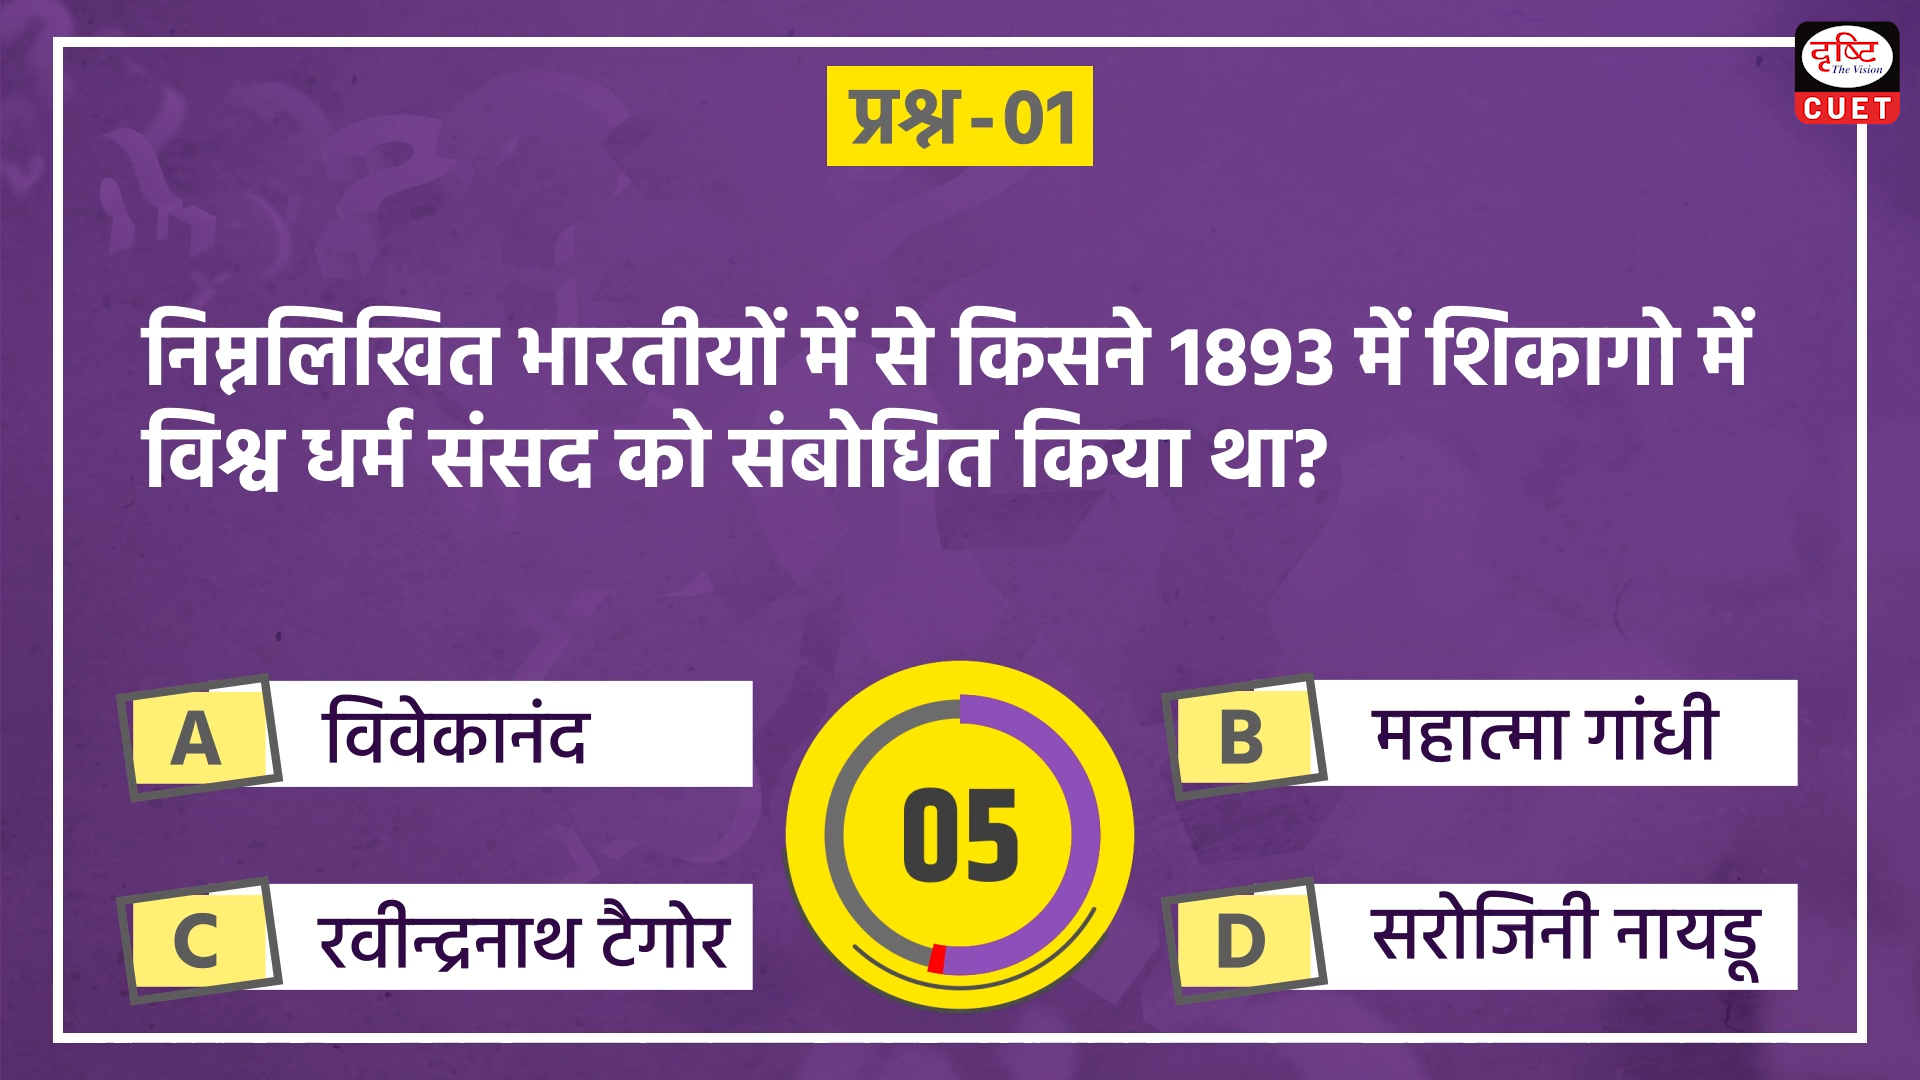 दृष्टि
The Vision
CUET
प्रश्न - 01
निम्नलिखित भारतीयों में से किसने 1893 में शिकागो में
विश्व धर्म संसद को संबोधित किया था?
A विवेकानंद
B महात्मा गांधी
05
C रवीन्द्रनाथ टैगोर
D सरोजिनी नायडू